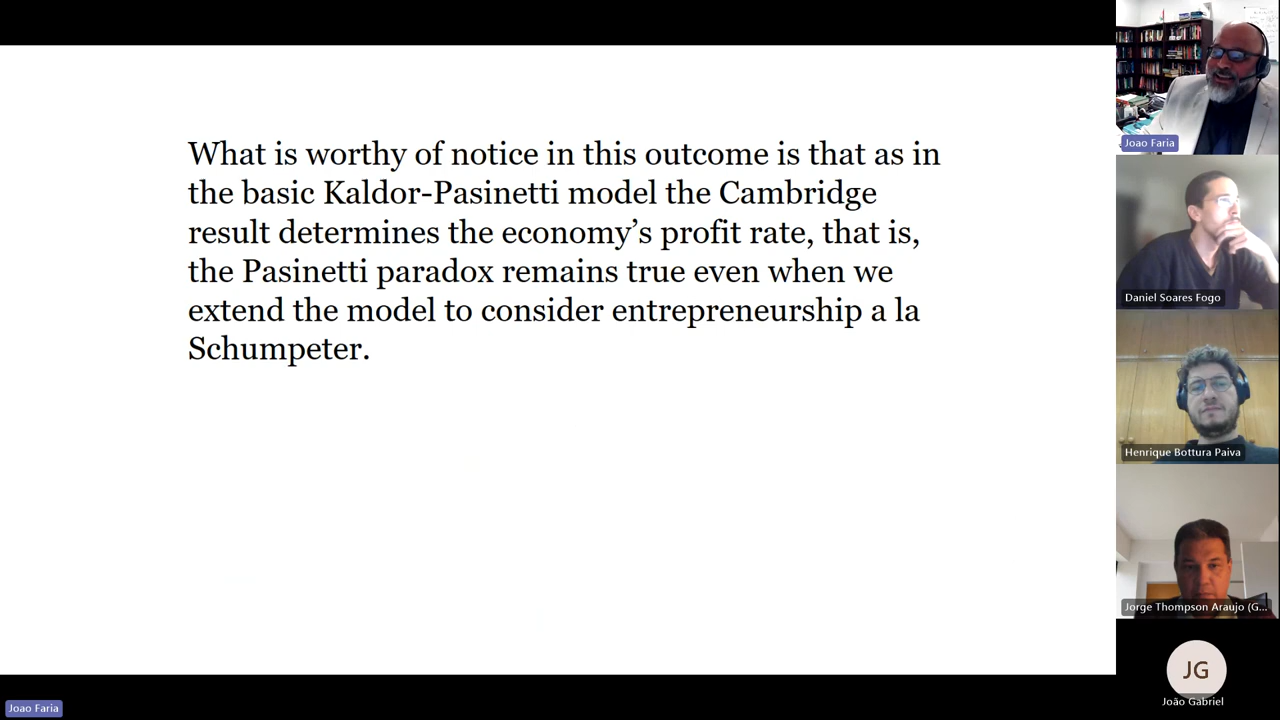 What is worthy of notice in this outcome is that as in
the basic Kaldor-Pasinetti model the Cambridge
result determines the economy’s profit rate, that is,
the Pasinetti paradox remains true even when we
extend the model to consider entrepreneurship a la
Schumpeter.
Joao Faria
Daniel Soares Fogo
Henrique Bottura Paiva
Jorge Thompson Araujo (G...
JG
João Gabriel
Joao Faria